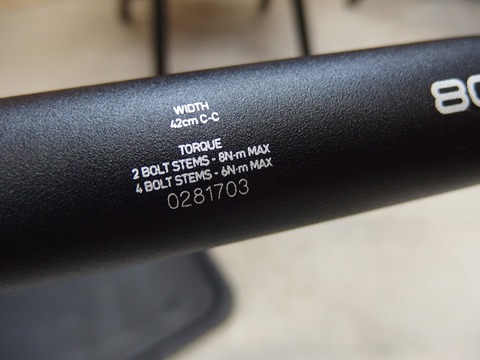 WIDTH
42cm C-C
TORQUE
2 BOLT STEMS - 8N·m MAX
4 BOLT STEMS - 6N·m MAX
0281703